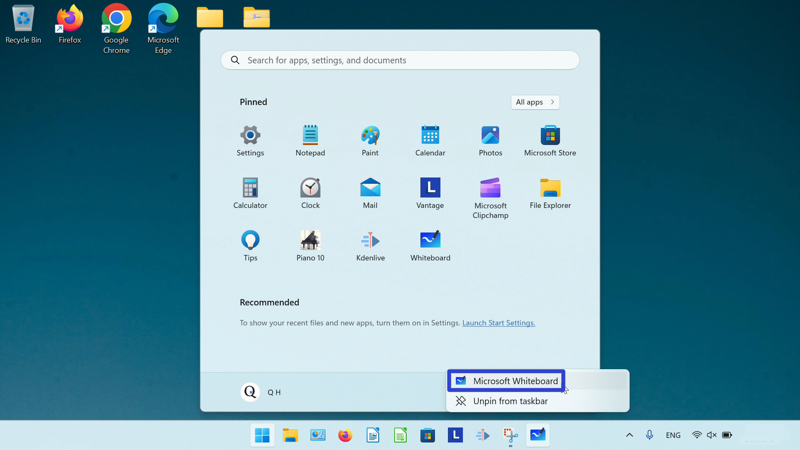 Recycle Bin
Firefox
Google
Chrome
Microsoft
Edge
Search for apps, settings, and documents
Pinned
All apps
Settings
Notepad
Paint
Calendar
Photos
Microsoft Store
Calculator
Clock
Mail
L
Vantage
Microsoft
Clipchamp
File Explorer
Tips
Piano 10
Kdenlive
Whiteboard
Recommended
To show your recent files and new apps, turn them on in Settings. Launch Start Settings.
Q
Q H
Microsoft Whiteboard
Unpin from taskbar
L
ENG